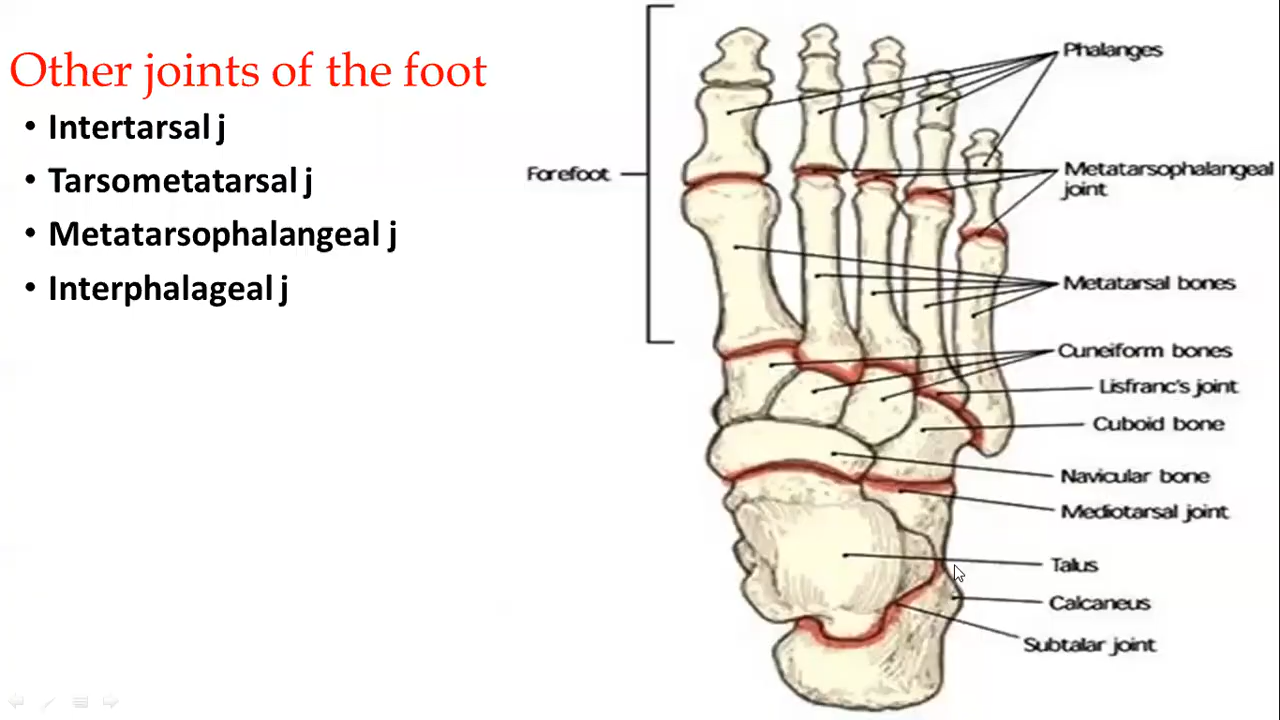 Other joints of the foot
• Intertarsal j
• Tarsometatarsal j
• Metatarsophalangeal j
• Interphalageal j
Forefoot
Phalanges
Metatarsophalangeal
joint
Metatarsal bones
Cuneiform bones
Lisfranc's joint
Cuboid bone
Navicular bone
Mediotarsal joint
Talus
Calcaneus
Subtalar joint